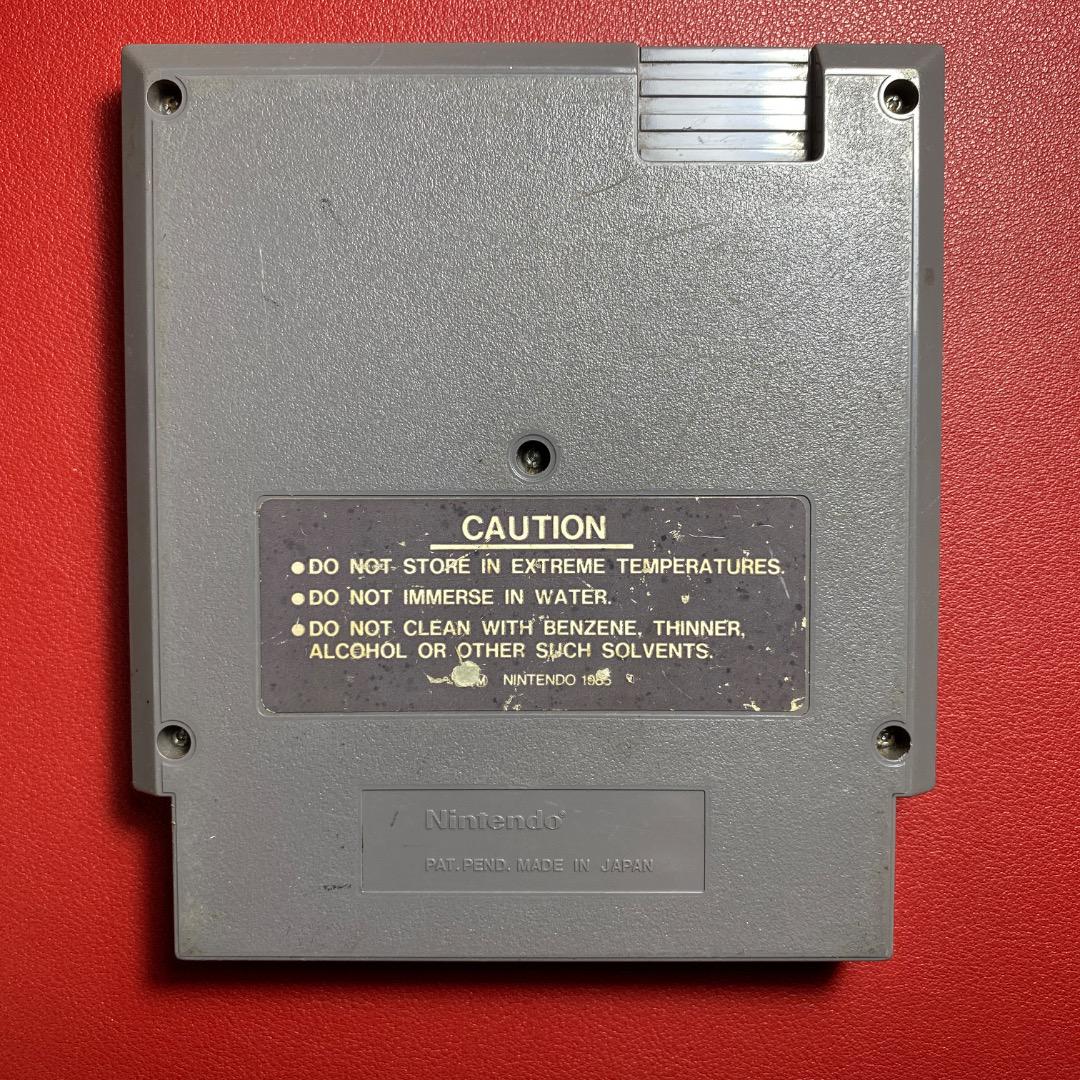 CAUTION
●DO NOT STORE IN EXTREME TEMPERATURES.
●DO NOT IMMERSE IN WATER.
●DO NOT CLEAN WITH BENZENE, THINNER,
ALCOHOL OR OTHER SUCH SOLVENTS.
NINTENDO 1985
Nintendo®
PAT. PEND. MADE IN JAPAN